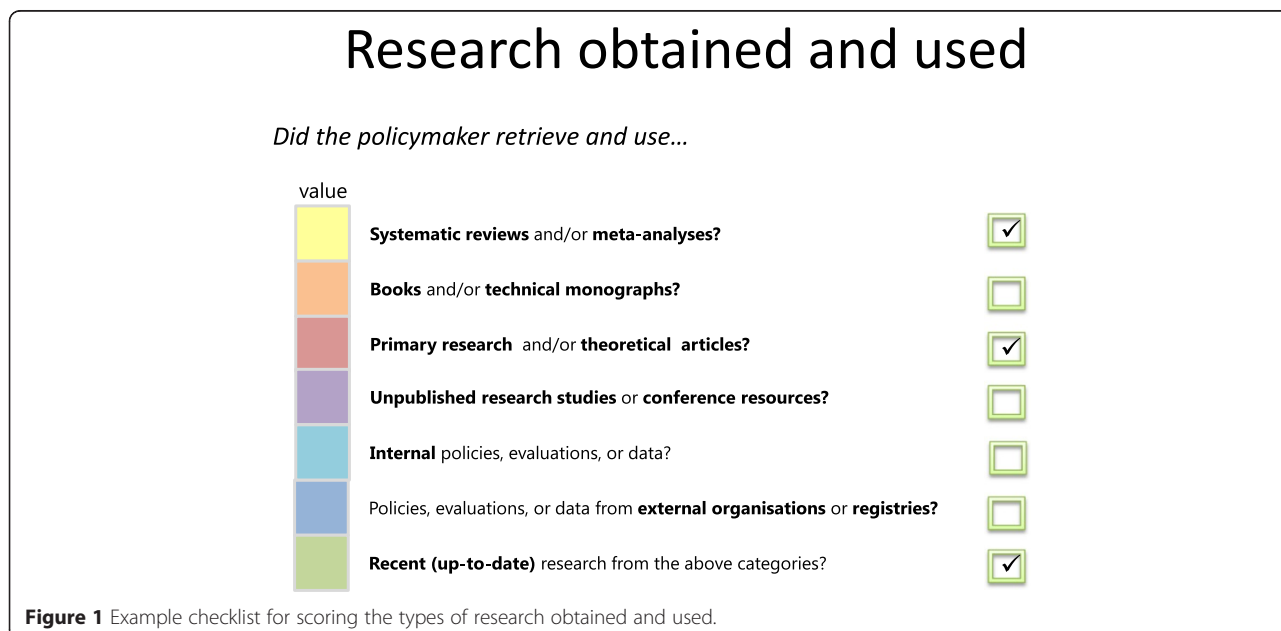 Research obtained and used
Did the policymaker retrieve and use...
value
Systematic reviews and/or meta-analyses?
Books and/or technical monographs?
Primary research and/or theoretical articles?
Unpublished research studies or conference resources?
Internal policies, evaluations, or data?
Policies, evaluations, or data from external organisations or registries?
Recent (up-to-date) research from the above categories?
Figure 1 Example checklist for scoring the types of research obtained and used.